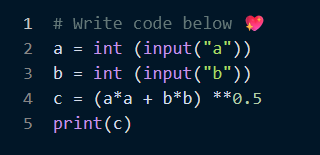 1 # Write code below 💖
2 a = int (input("a"))
3 b = int (input("b"))
4 c = (a*a + b*b) **0.5
5 print(c)